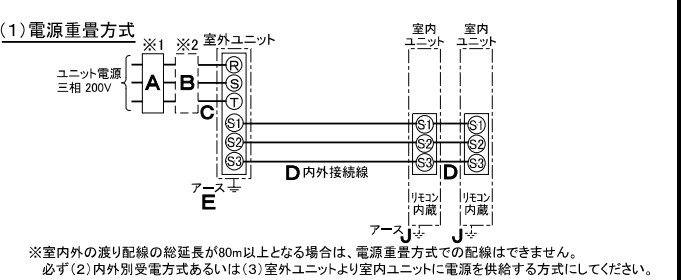 (1)電源重畳方式
※1 ※2 室外ユニット 室内ユニット 室内ユニット
ユニット電源
三相 200V
A B C
R
S
T
S1 S1 S1
S2 S2 S2
S3 S3 S3
D 内外接続線 D
アース
E
リモコン内蔵 リモコン内蔵
アース J J
※室内外の渡り配線の総延長が80m以上となる場合は、電源重畳方式での配線はできません。
必ず(2)内外別受電方式あるいは(3)室外ユニットより室内ユニットに電源を供給する方式にしてください。